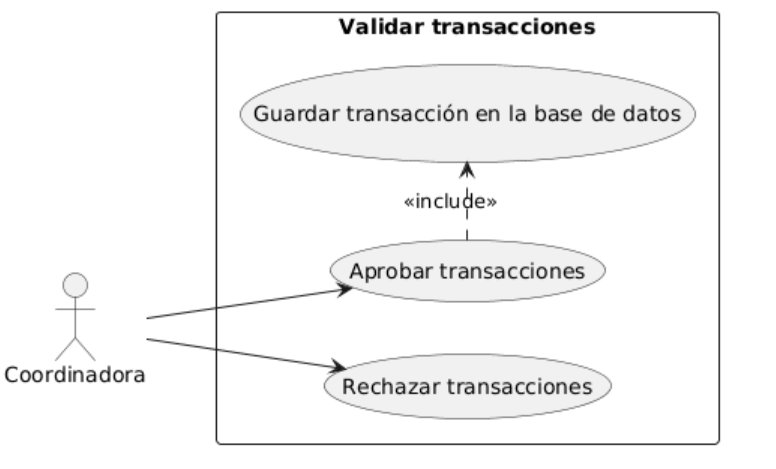 Validar transacciones
Guardar transacción en la base de datos
«include»
Aprobar transacciones
Coordinadora
Rechazar transacciones